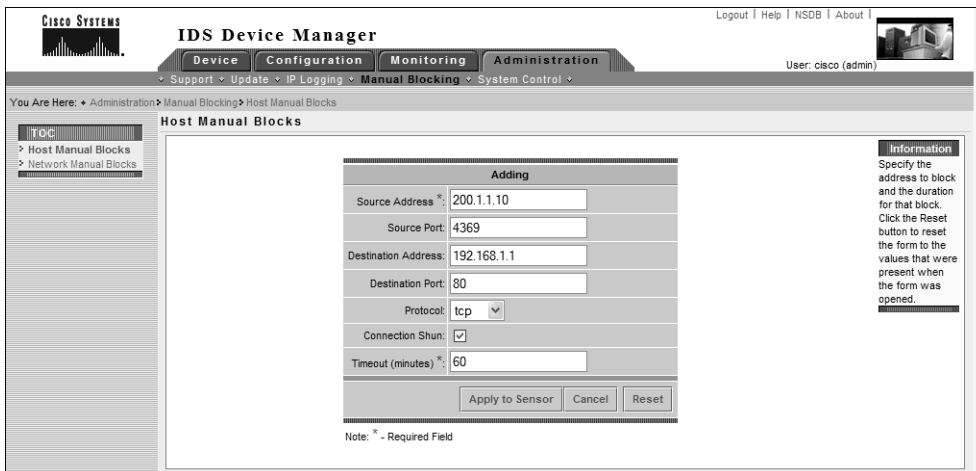 CISCO SYSTEMS
Logout | Help | NSDB | About |
IDS Device Manager
Device Configuration Monitoring Administration
User: cisco (admin)
Support Update IP Logging Manual Blocking System Control
You Are Here: Administration Manual Blocking Host Manual Blocks
TOC
Host Manual Blocks
Network Manual Blocks
Host Manual Blocks
Adding
Source Address *: 200.1.1.10
Source Port: 4369
Destination Address: 192.168.1.1
Destination Port: 80
Protocol: tcp
Connection Shun:
Timeout (minutes) *: 60
Apply to Sensor Cancel Reset
Note: * - Required Field
Information
Specify the
address to block
and the duration
for that block.
Click the Reset
button to reset
the form to the
values that were
present when
the form was
opened.